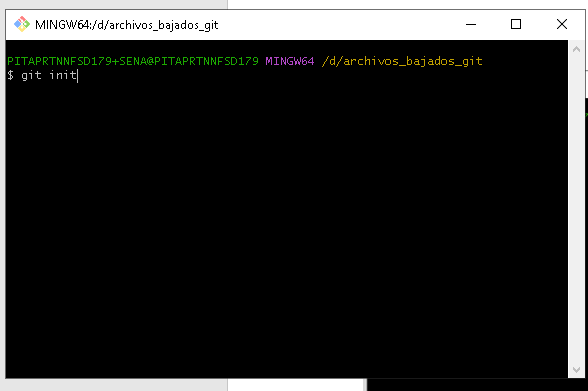 MINGW64:/d/archivos_bajados_git
PITAPRTNNFSD179+SENA@PITAPRTNNFSD179 MINGW64 /d/archivos_bajados_git
$ git init